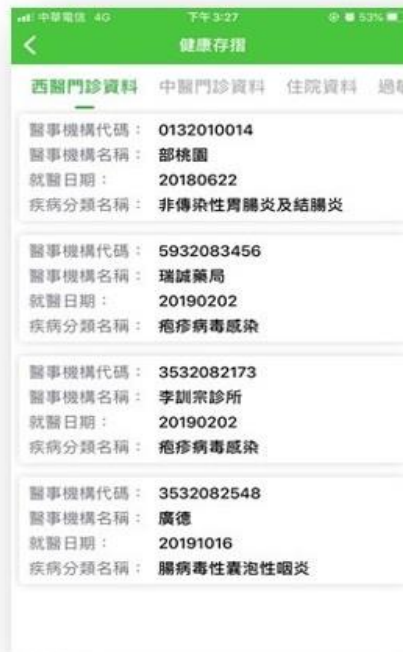 中華電信 4G 下午3:27 53%
健康存摺
西醫門診資料 中醫門診資料 住院資料 過敏
醫事機構代碼： 0132010014
醫事機構名稱： 部桃園
就醫日期： 20180622
疾病分類名稱： 非傳染性胃腸炎及結腸炎
醫事機構代碼： 5932083456
醫事機構名稱： 瑞誠藥局
就醫日期： 20190202
疾病分類名稱： 疱疹病毒感染
醫事機構代碼： 3532082173
醫事機構名稱： 李訓宗診所
就醫日期： 20190202
疾病分類名稱： 疱疹病毒感染
醫事機構代碼： 3532082548
醫事機構名稱： 廣德
就醫日期： 20191016
疾病分類名稱： 腸病毒性囊泡性咽炎